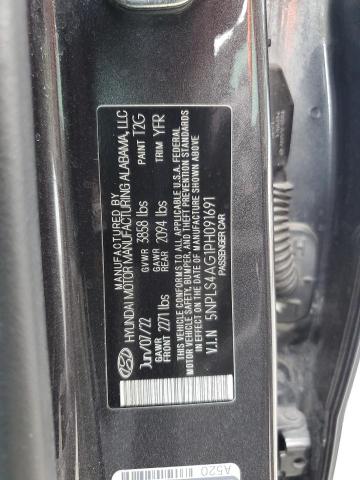 MANUFACTURED BY
HYUNDAI MOTOR MANUFACTURING ALABAMA, LLC
Jun/07/22 GVWR 3858 lbs PAINT T2G
GAWR FRONT 2271 lbs GAWR REAR 2094 lbs TRIM YFR
THIS VEHICLE CONFORMS TO ALL APPLICABLE U.S.A. FEDERAL
MOTOR VEHICLE SAFETY, BUMPER, AND THEFT PREVENTION STANDARDS
IN EFFECT ON THE DATE OF MANUFACTURE SHOWN ABOVE.
V.I.N 5NPLS4AG1PH091691
PASSENGER CAR
A520